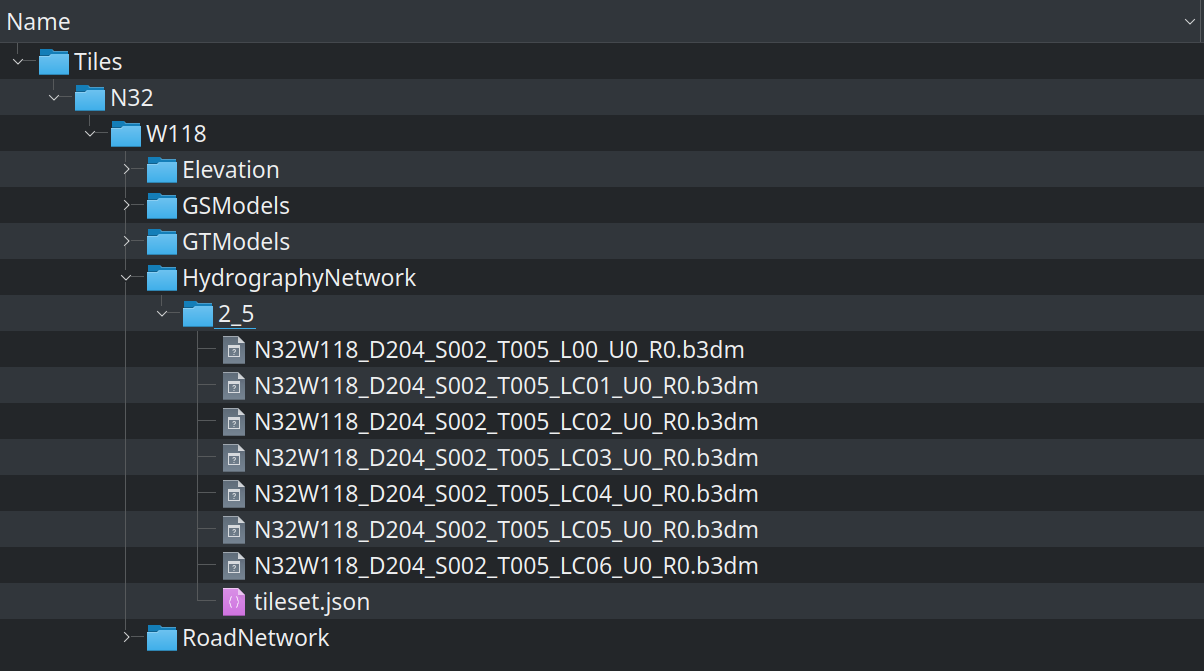 Name
Tiles
N32
W118
Elevation
GSModels
GTModels
HydrographyNetwork
2_5
N32W118_D204_S002_T005_L00_U0_R0.b3dm
N32W118_D204_S002_T005_LC01_U0_R0.b3dm
N32W118_D204_S002_T005_LC02_U0_R0.b3dm
N32W118_D204_S002_T005_LC03_U0_R0.b3dm
N32W118_D204_S002_T005_LC04_U0_R0.b3dm
N32W118_D204_S002_T005_LC05_U0_R0.b3dm
N32W118_D204_S002_T005_LC06_U0_R0.b3dm
tileset.json
RoadNetwork